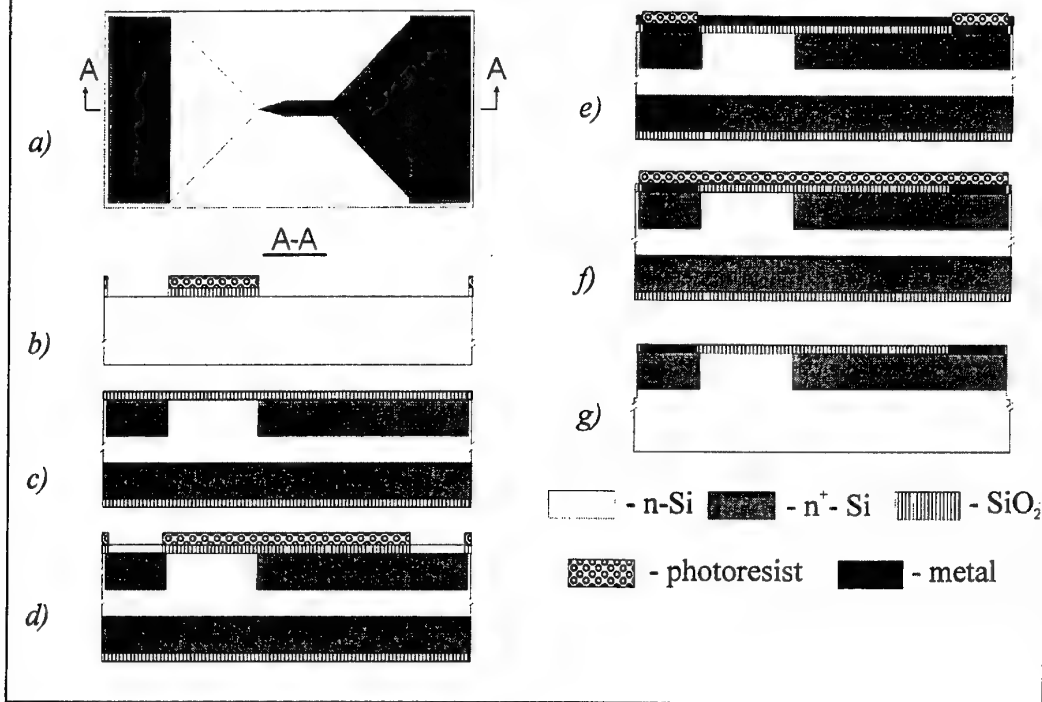 A
A
a)
A-A
b)
c)
d)
e)
f)
g)
- n-Si
- n⁺- Si
- SiO₂
- photoresist
- metal